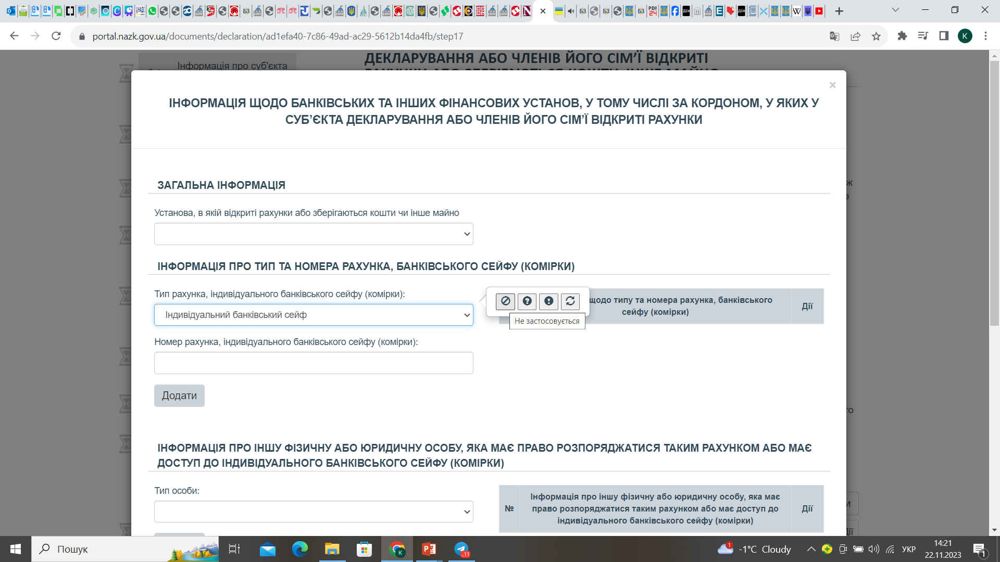 portal.nazk.gov.ua/documents/declaration/ad1efa40-7c86-49ad-ac29-5612b14da4fb/step17
K
Інформація про суб'єкта
ДЕКЛАРУВАННЯ АБО ЧЛЕНІВ ЙОГО СІМ’Ї ВІДКРИТІ
×
ІНФОРМАЦІЯ ЩОДО БАНКІВСЬКИХ ТА ІНШИХ ФІНАНСОВИХ УСТАНОВ, У ТОМУ ЧИСЛІ ЗА КОРДОНОМ, У ЯКИХ У
СУБ’ЄКТА ДЕКЛАРУВАННЯ АБО ЧЛЕНІВ ЙОГО СІМ’Ї ВІДКРИТІ РАХУНКИ
ЗАГАЛЬНА ІНФОРМАЦІЯ
Установа, в якій відкриті рахунки або зберігаються кошти чи інше майно
ІНФОРМАЦІЯ ПРО ТИП ТА НОМЕРА РАХУНКА, БАНКІВСЬКОГО СЕЙФУ (КОМІРКИ)
Тип рахунка, індивідуального банківського сейфу (комірки):
Індивідуальний банківський сейф
щодо типу та номера рахунка, банківського
сейфу (комірки)
Дії
Не застосовується
Номер рахунка, індивідуального банківського сейфу (комірки):
Додати
ІНФОРМАЦІЯ ПРО ІНШУ ФІЗИЧНУ АБО ЮРИДИЧНУ ОСОБУ, ЯКА МАЄ ПРАВО РОЗПОРЯДЖАТИСЯ ТАКИМ РАХУНКОМ АБО МАЄ
ДОСТУП ДО ІНДИВІДУАЛЬНОГО БАНКІВСЬКОГО СЕЙФУ (КОМІРКИ)
Тип особи:
№
Інформація про іншу фізичну або юридичну особу, яка має
право розпоряджатися таким рахунком або має доступ до
індивідуального банківського сейфу (комірки)
Дії
Пошук
-1°C Cloudy
УКР
14:21
22.11.2023
1